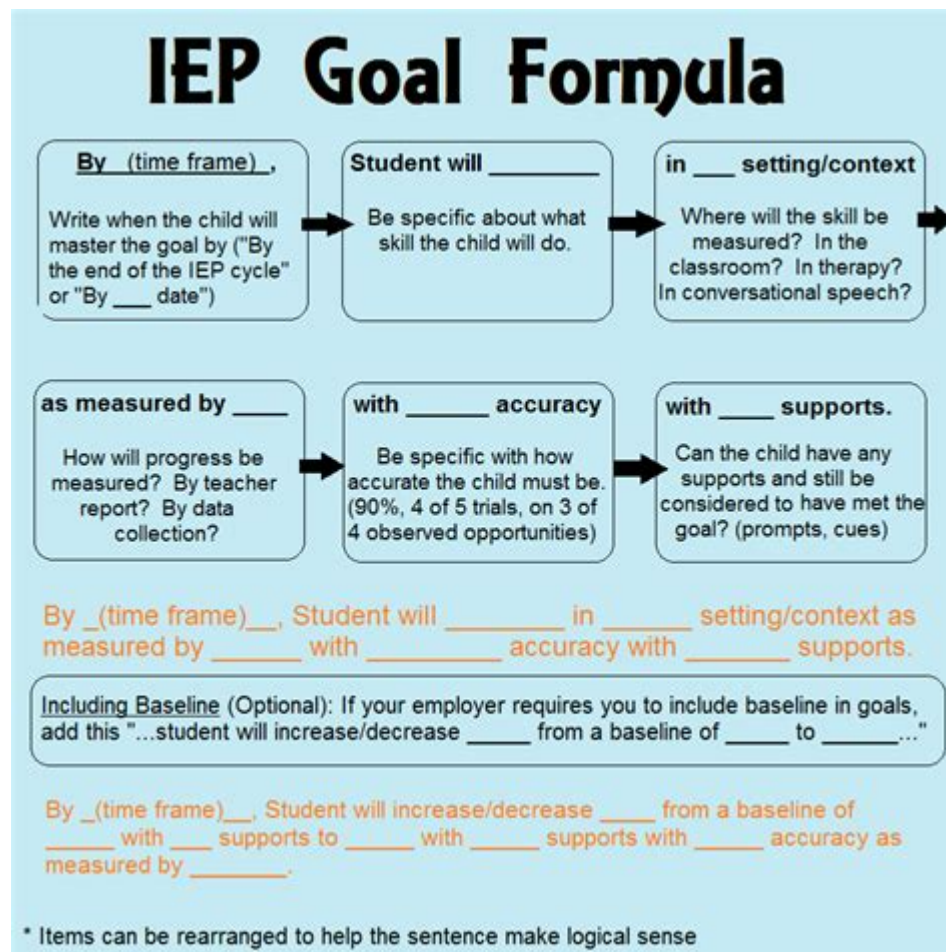 IEP Goal Formula
By (time frame) ,
Write when the child will
master the goal by ("By
the end of the IEP cycle"
or "By ___ date")
Student will ________
Be specific about what
skill the child will do.
in ___ setting/context
Where will the skill be
measured? In the
classroom? In therapy?
In conversational speech?
as measured by ____
How will progress be
measured? By teacher
report? By data
collection?
with ______ accuracy
Be specific with how
accurate the child must be.
(90%, 4 of 5 trials, on 3 of
4 observed opportunities)
with ____ supports.
Can the child have any
supports and still be
considered to have met the
goal? (prompts, cues)
By _(time frame)__, Student will ________ in ______ setting/context as
measured by ______ with _________ accuracy with _______ supports.
Including Baseline (Optional): If your employer requires you to include baseline in goals,
add this "...student will increase/decrease _____ from a baseline of _____ to ______..."
By _(time frame)__, Student will increase/decrease ____ from a baseline of
_____ with ___ supports to _____ with _____ supports with _____ accuracy as
measured by _______.
* Items can be rearranged to help the sentence make logical sense